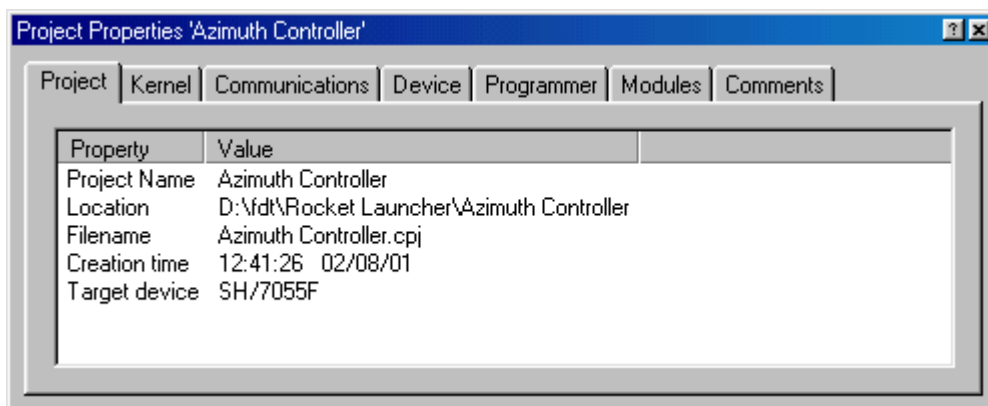 Project Properties 'Azimuth Controller'
Project Kernel Communications Device Programmer Modules Comments
Property Value
Project Name Azimuth Controller
Location D:\fdt\Rocket Launcher\Azimuth Controller
Filename Azimuth Controller.cpj
Creation time 12:41:26 02/08/01
Target device SH/7055F